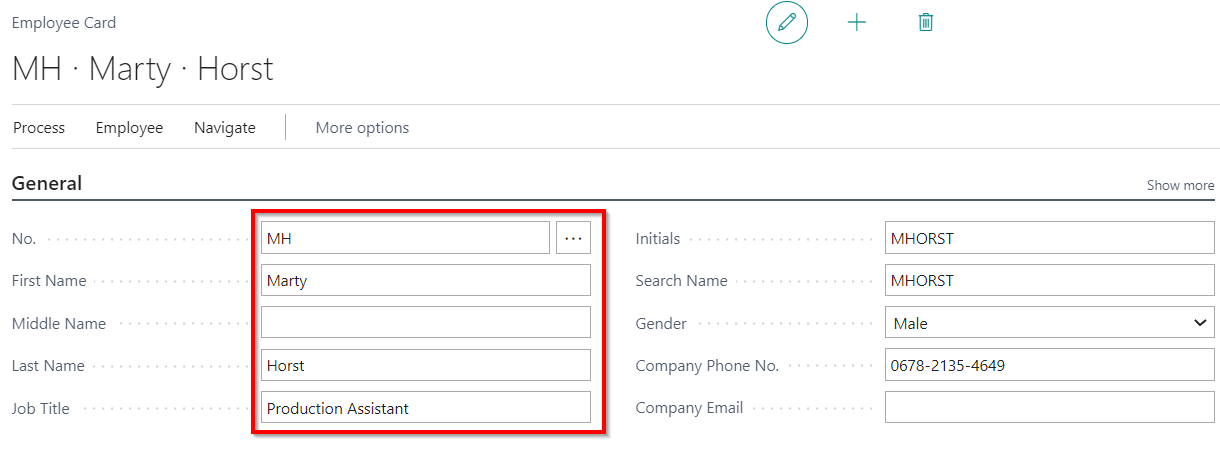 Employee Card
MH · Marty · Horst
Process Employee Navigate More options
General Show more
No. MH ... Initials MHORST
First Name Marty Search Name MHORST
Middle Name Gender Male
Last Name Horst Company Phone No. 0678-2135-4649
Job Title Production Assistant Company Email